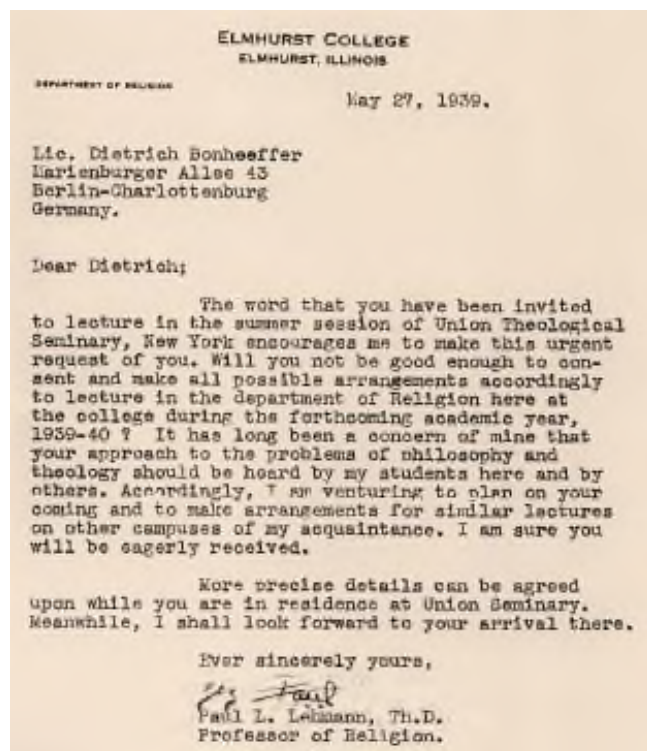 ELMHURST COLLEGE
ELMHURST, ILLINOIS
DEPARTMENT OF RELIGION
May 27, 1939.
Lic. Dietrich Bonhoeffer
Marienburger Allee 43
Berlin-Charlottenburg
Germany.
Dear Dietrich;
The word that you have been invited
to lecture in the summer session of Union Theological
Seminary, New York encourages me to make this urgent
request of you. Will you not be good enough to con-
sent and make all possible arrangements accordingly
to lecture in the department of Religion here at
the college during the forthcoming academic year,
1939-40 ? It has long been a concern of mine that
your approach to the problems of philosophy and
theology should be heard by my students here and by
others. Accordingly, I am venturing to plan on your
coming and to make arrangements for similar lectures
on other campuses of my acquaintance. I am sure you
will be eagerly received.
More precise details can be agreed
upon while you are in residence at Union Seminary.
Meanwhile, I shall look forward to your arrival there.
Ever sincerely yours,
Paul
Paul L. Lehmann, Th.D.
Professor of Religion.